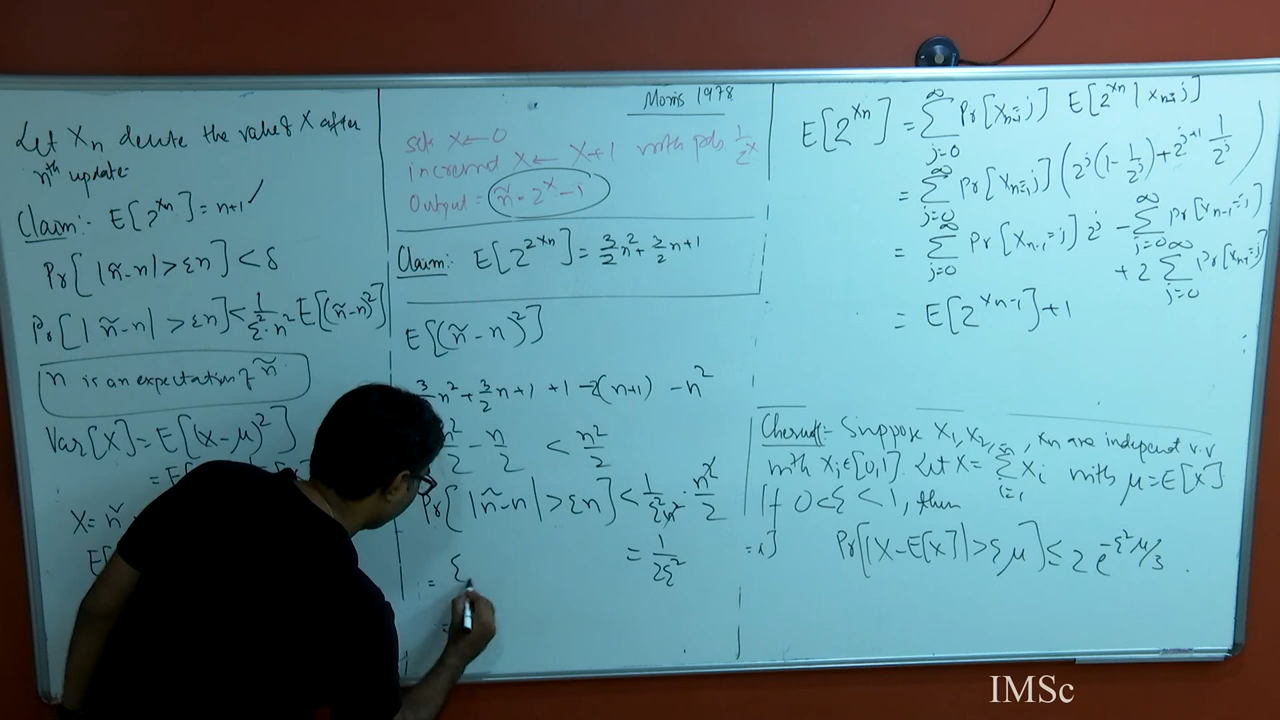 Let Xn denote the value of X after
nth update.
Claim:- E[2^{Xn}] = n+1 ✓
Pr[|ñ-n| > εn] < δ
Pr[|ñ-n| > εn] < 1/(ε²·n²) E[(ñ-n)²]
n is an expectation of ñ
Var[X] = E[(X-μ)²]
X = ñ
Morris 1978
set X ← 0
increment X ← X+1 with prob. 1/2^X
Output = ñ = 2^X - 1
Claim: E[2^{2Xn}] = 3/2 n² + 3/2 n + 1
E[(ñ-n)²]
3/2 n² + 3/2 n + 1 + 1 - 2(n+1) - n²
n²/2 - n/2 < n²/2
Pr[|ñ-n| > εn] < 1/(ε²n²) · n²/2
= 1/(2ε²)
= ε
E[2^{Xn}] = Σ_{j=0}^{∞} Pr[X_{n-1}=j] E[2^{Xn} | X_{n-1}=j]
= Σ_{j=0}^{∞} Pr[X_{n-1}=j] (2^j (1 - 1/2^j) + 2^{j+1} 1/2^j)
= Σ_{j=0}^{∞} Pr[X_{n-1}=j] 2^j - Σ_{j=0}^{∞} Pr[X_{n-1}=j]
+ 2 Σ_{j=0}^{∞} Pr[X_{n-1}=j]
= E[2^{X_{n-1}}] + 1
Chernoff:- Suppose X1, X2, ..., Xn are independent r.v
with Xi ∈ [0,1]. Let X = Σ_{i=1}^{n} Xi with μ = E[X]
If 0 < ε < 1, then
Pr[|X - E[X]| > εμ] ≤ 2 e^{-ε²μ/3}.
IMSc